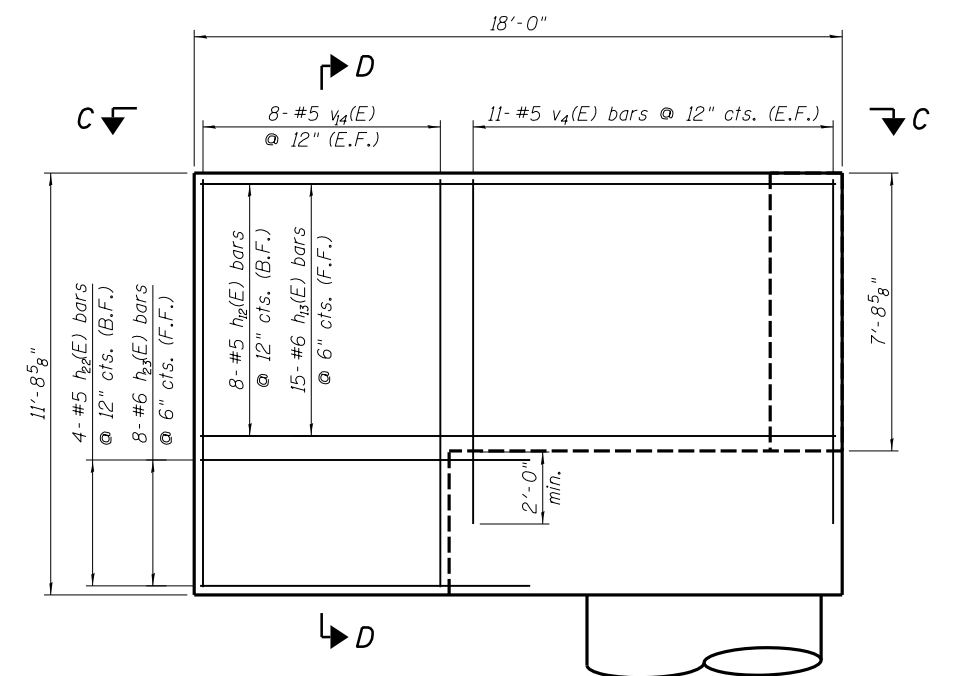 18'-0"
D
C
8- #5 v14(E)
@ 12" (E.F.)
11- #5 v4(E) bars @ 12" cts. (E.F.)
C
11'-8 5/8"
4-#5 h22(E) bars
@ 12" cts. (B.F.)
8-#6 h23(E) bars
@ 6" cts. (F.F.)
8-#5 h12(E) bars
@ 12" cts. (B.F.)
15-#6 h13(E) bars
@ 6" cts. (F.F.)
7'-8 5/8"
2'-0"
min.
D